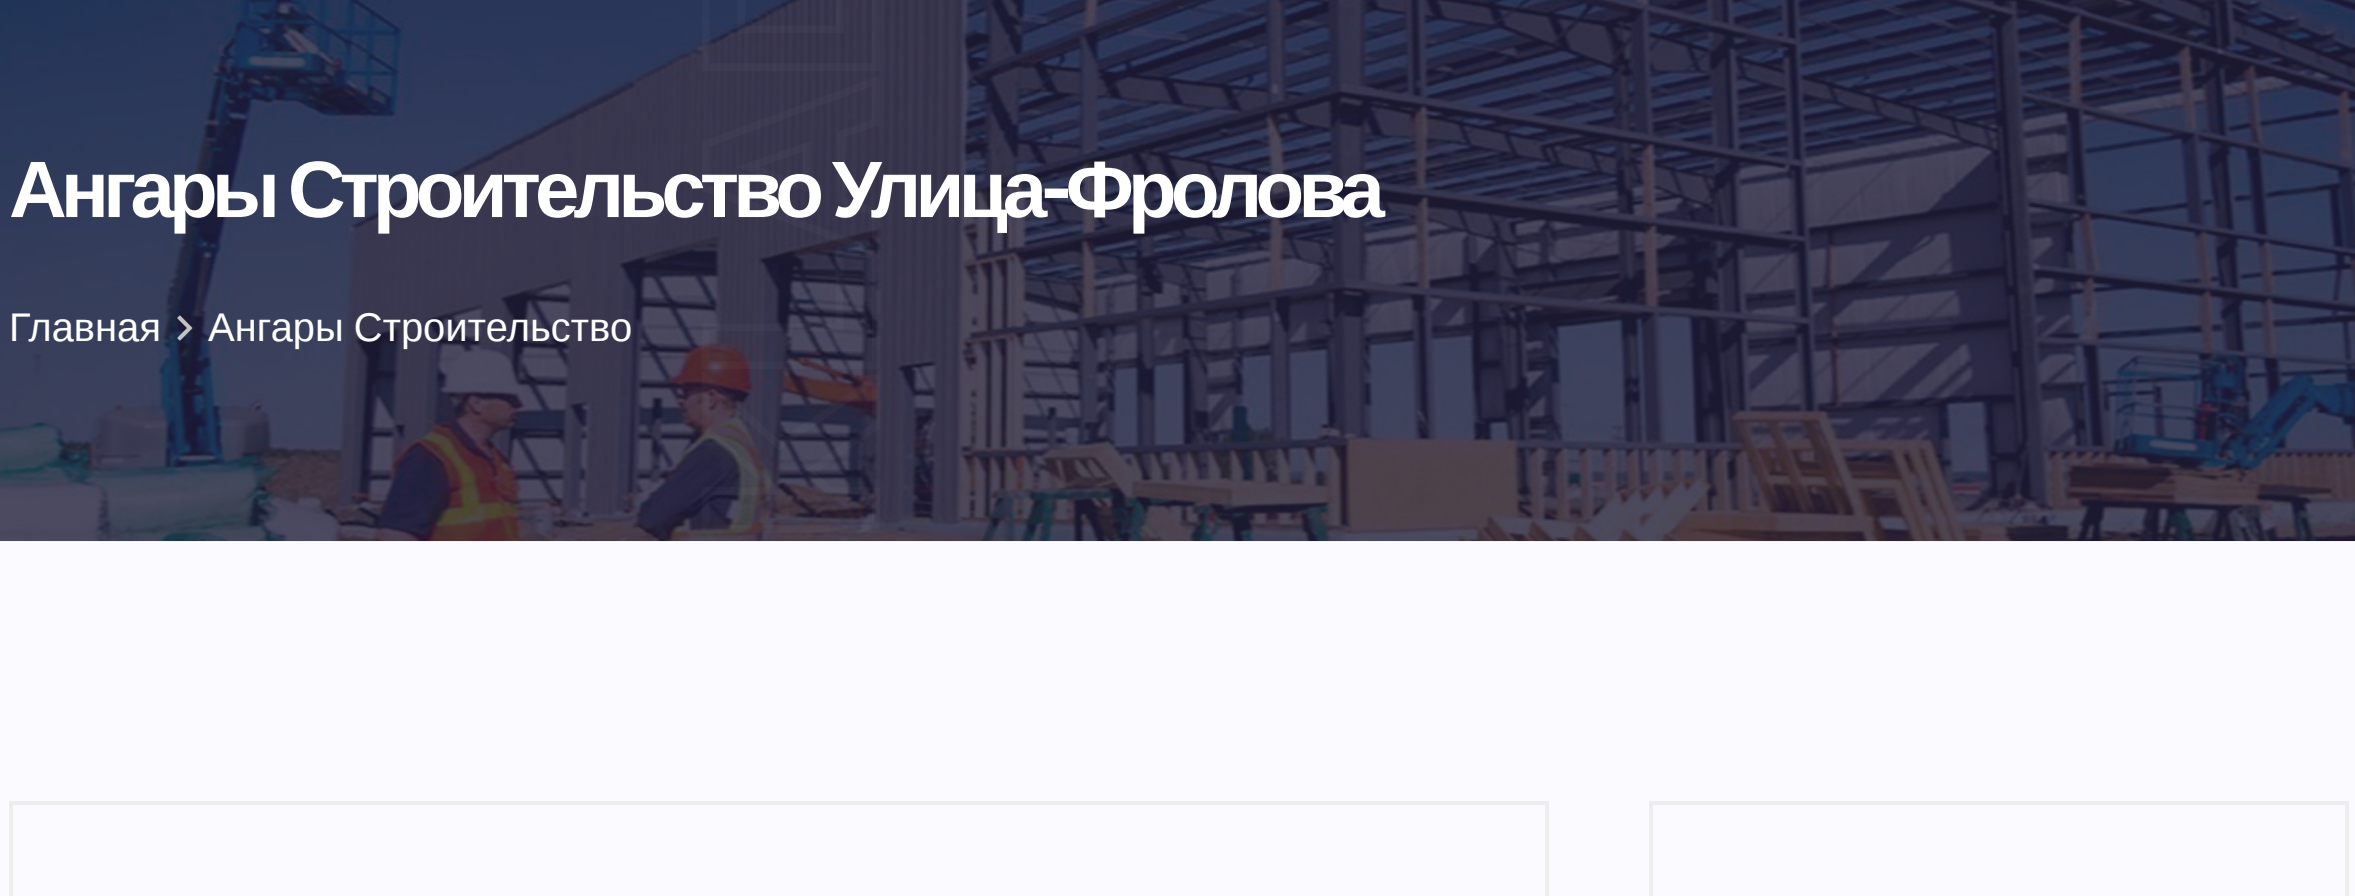 Ангары Строительство Улица-Фролова
Главная > Ангары Строительство